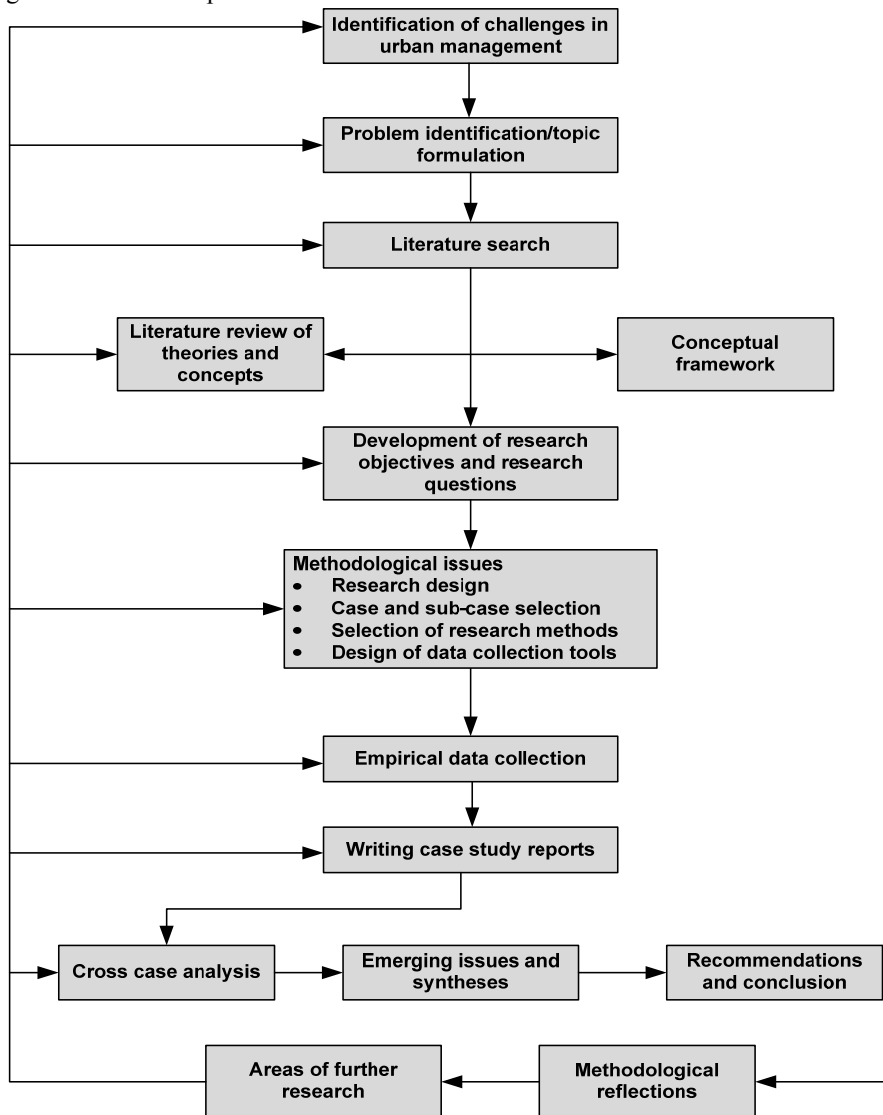 Identification of challenges in
urban management
Problem identification/topic
formulation
Literature search
Literature review of
theories and
concepts
Conceptual
framework
Development of research
objectives and research
questions
Methodological issues
• Research design
• Case and sub-case selection
• Selection of research methods
• Design of data collection tools
Empirical data collection
Writing case study reports
Cross case analysis
Emerging issues and
syntheses
Recommendations
and conclusion
Areas of further
research
Methodological
reflections